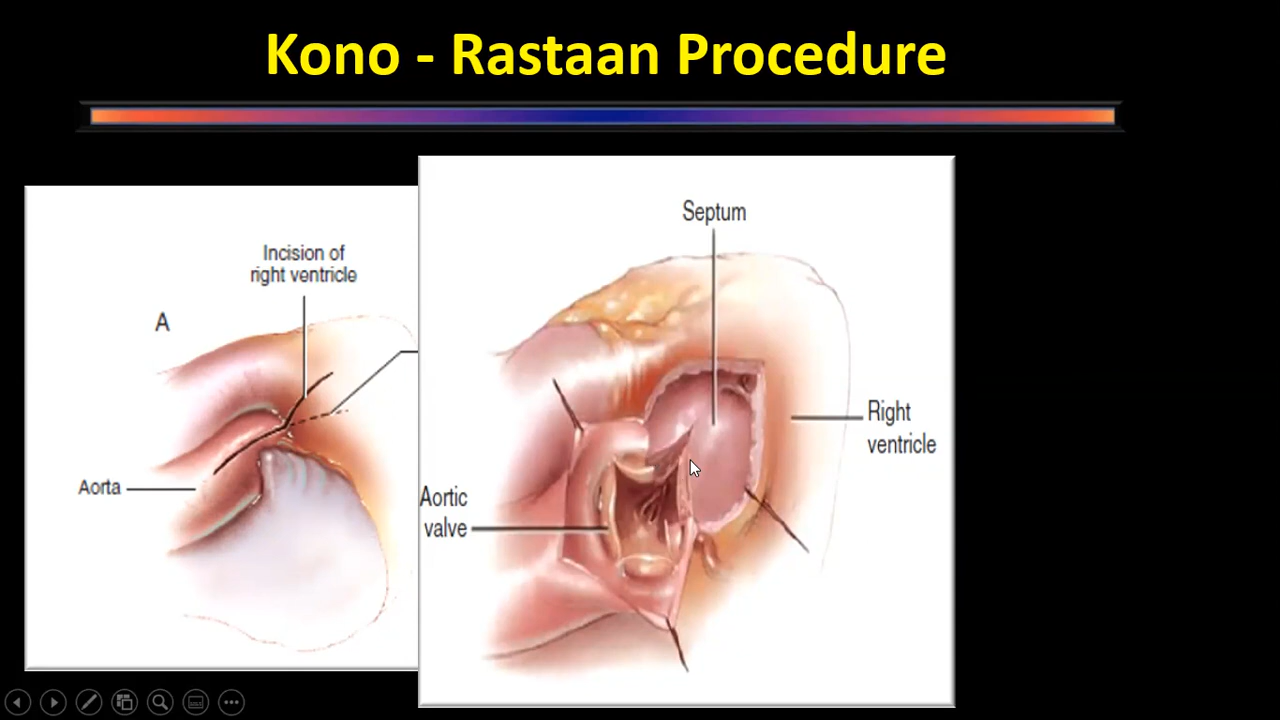 Kono - Rastaan Procedure
Incision of
right ventricle
A
Aorta
Septum
Right
ventricle
Aortic
valve